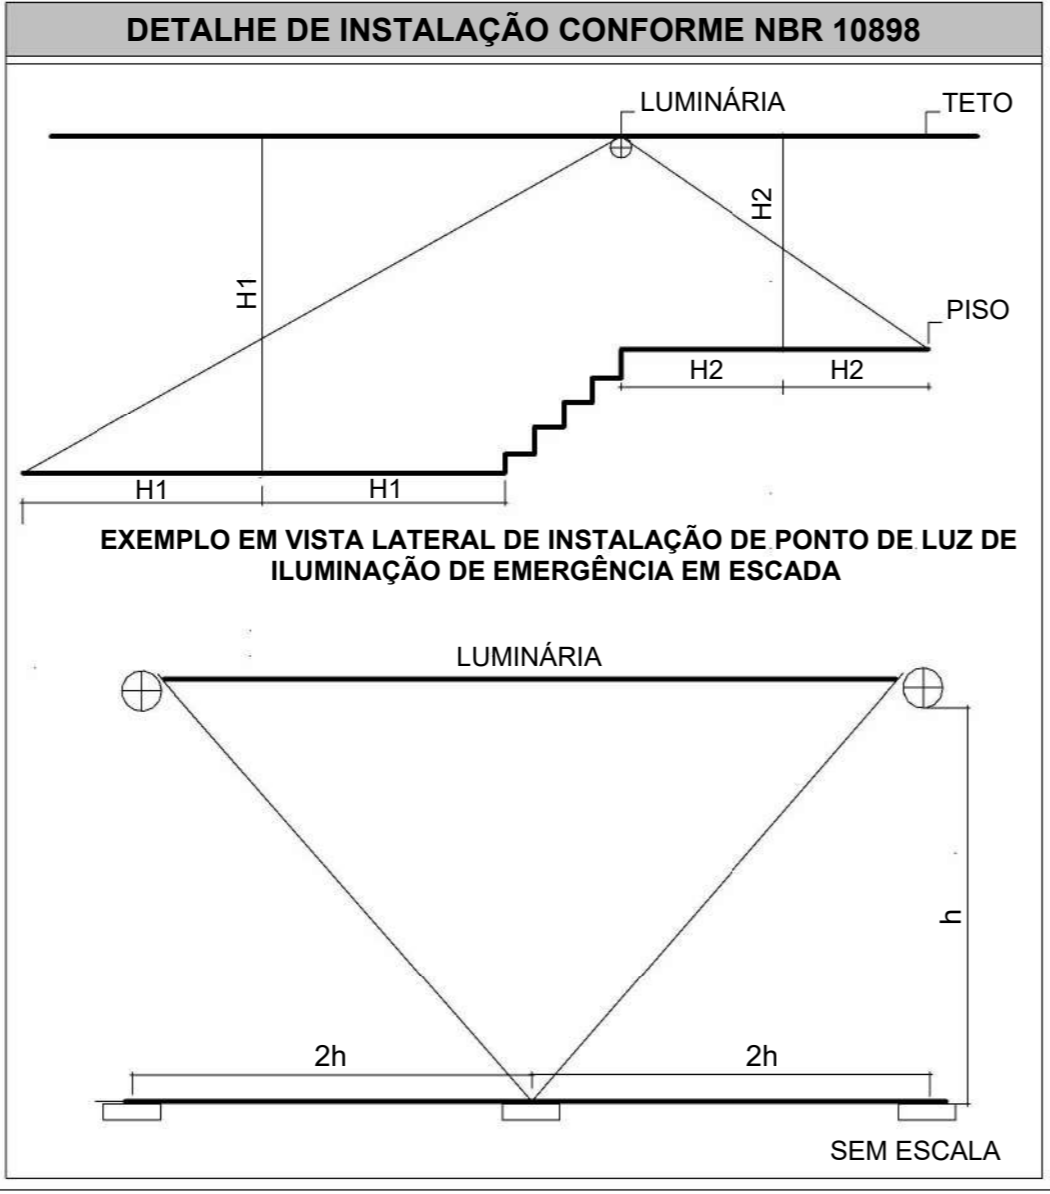 DETALHE DE INSTALAÇÃO CONFORME NBR 10898
LUMINÁRIA
TETO
H2
H1
PISO
H2
H2
H1
H1
EXEMPLO EM VISTA LATERAL DE INSTALAÇÃO DE PONTO DE LUZ DE
ILUMINAÇÃO DE EMERGÊNCIA EM ESCADA
LUMINÁRIA
h
2h
2h
SEM ESCALA